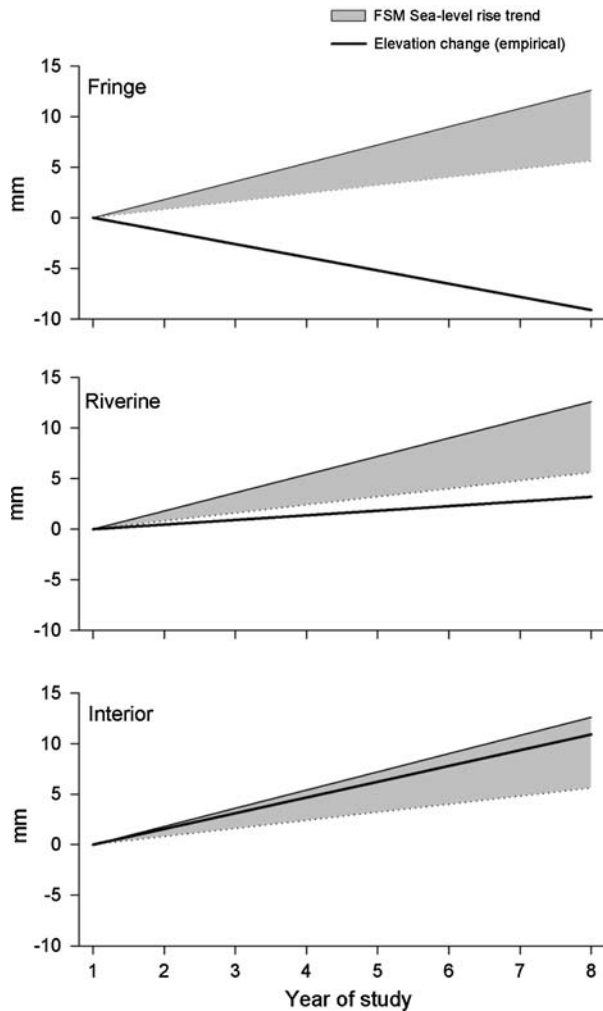 FSM Sea-level rise trend
Elevation change (empirical)
Fringe
mm
15
10
5
0
-5
-10
Riverine
mm
15
10
5
0
-5
-10
Interior
mm
15
10
5
0
-5
-10
1 2 3 4 5 6 7 8
Year of study